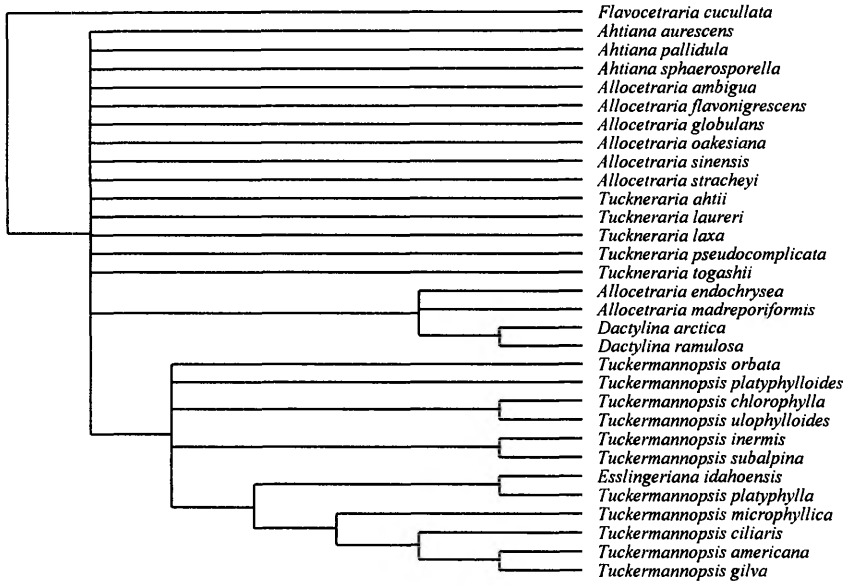 Flavocetraria cucullata
Ahtiana aurescens
Ahtiana pallidula
Ahtiana sphaerosporella
Allocetraria ambigua
Allocetraria flavonigrescens
Allocetraria globulans
Allocetraria oakesiana
Allocetraria sinensis
Allocetraria stracheyi
Tuckneraria ahtii
Tuckneraria laureri
Tuckneraria laxa
Tuckneraria pseudocomplicata
Tuckneraria togashii
Allocetraria endochrysea
Allocetraria madreporiformis
Dactylina arctica
Dactylina ramulosa
Tuckermannopsis orbata
Tuckermannopsis platyphylloides
Tuckermannopsis chlorophylla
Tuckermannopsis ulophylloides
Tuckermannopsis inermis
Tuckermannopsis subalpina
Esslingeriana idahoensis
Tuckermannopsis platyphylla
Tuckermannopsis microphyllica
Tuckermannopsis ciliaris
Tuckermannopsis americana
Tuckermannopsis gilva